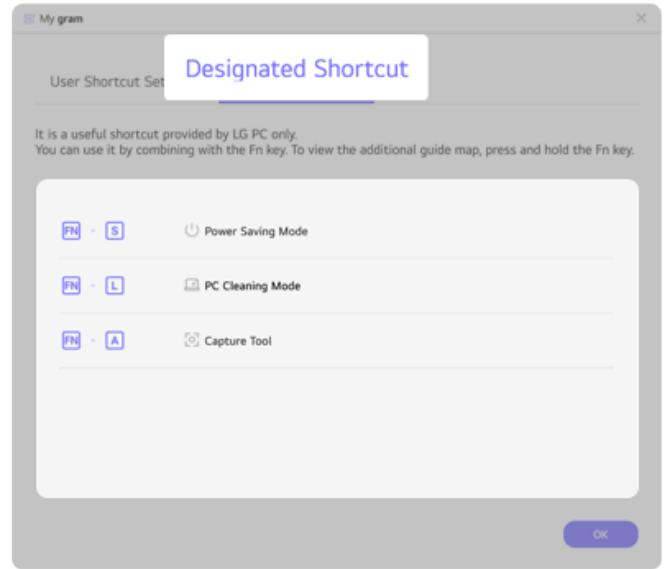 My gram
User Shortcut Set
Designated Shortcut
It is a useful shortcut provided by LG PC only.
You can use it by combining with the Fn key. To view the additional guide map, press and hold the Fn key.
FN + S Power Saving Mode
FN + L PC Cleaning Mode
FN + A Capture Tool
OK